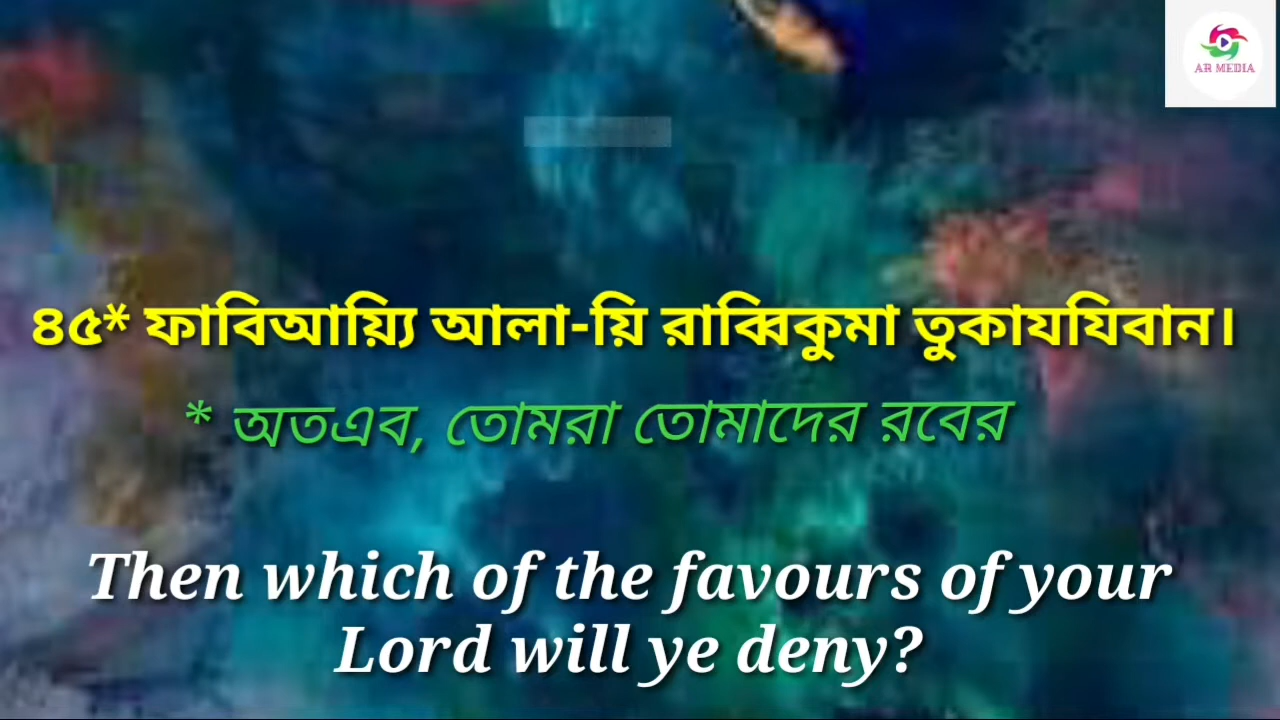 AR MEDIA
৪৫* ফাবিআয়্যি আলা-য়ি রাব্বিকুমা তুকাযযিবান।
* অতএব, তোমরা তোমাদের রবের
Then which of the favours of your
Lord will ye deny?